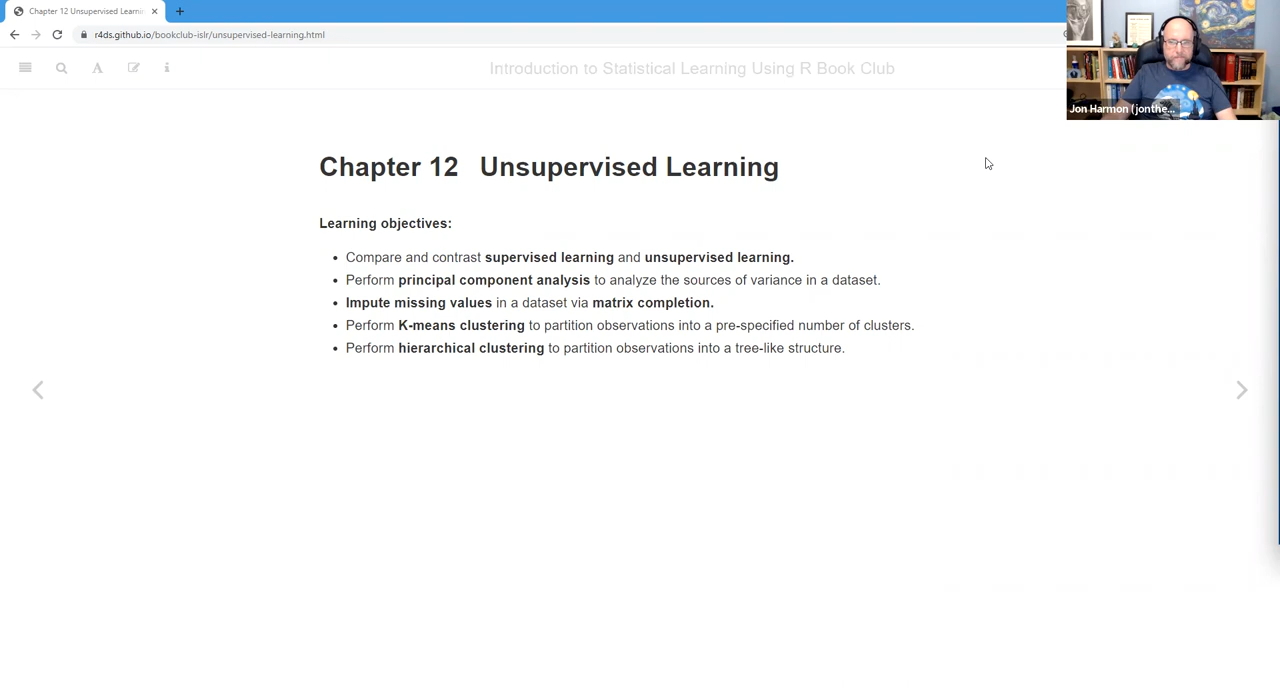 Chapter 12 Unsupervised Learnin
r4ds.github.io/bookclub-islr/unsupervised-learning.html
Introduction to Statistical Learning Using R Book Club
Jon Harmon (jonthe...
Chapter 12 Unsupervised Learning
Learning objectives:
• Compare and contrast supervised learning and unsupervised learning.
• Perform principal component analysis to analyze the sources of variance in a dataset.
• Impute missing values in a dataset via matrix completion.
• Perform K-means clustering to partition observations into a pre-specified number of clusters.
• Perform hierarchical clustering to partition observations into a tree-like structure.